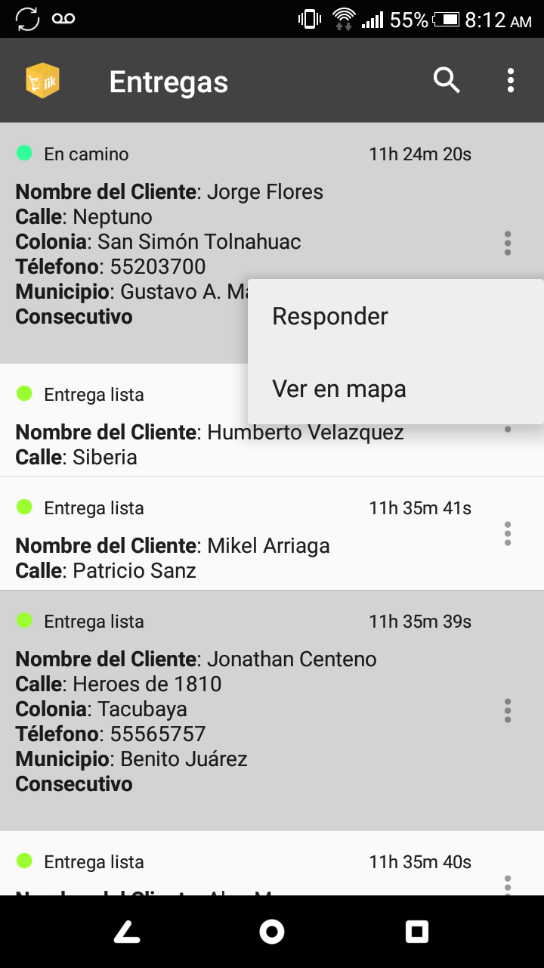 55% 8:12 AM
lik
Entregas
En camino 11h 24m 20s
Nombre del Cliente: Jorge Flores
Calle: Neptuno
Colonia: San Simón Tolnahuac
Télefono: 55203700
Municipio: Gustavo A.
Consecutivo
Responder
Ver en mapa
Entrega lista
Nombre del Cliente: Humberto Velazquez
Calle: Siberia
Entrega lista 11h 35m 41s
Nombre del Cliente: Mikel Arriaga
Calle: Patricio Sanz
Entrega lista 11h 35m 39s
Nombre del Cliente: Jonathan Centeno
Calle: Heroes de 1810
Colonia: Tacubaya
Télefono: 55565757
Municipio: Benito Juárez
Consecutivo
Entrega lista 11h 35m 40s
Nombre del Cliente: